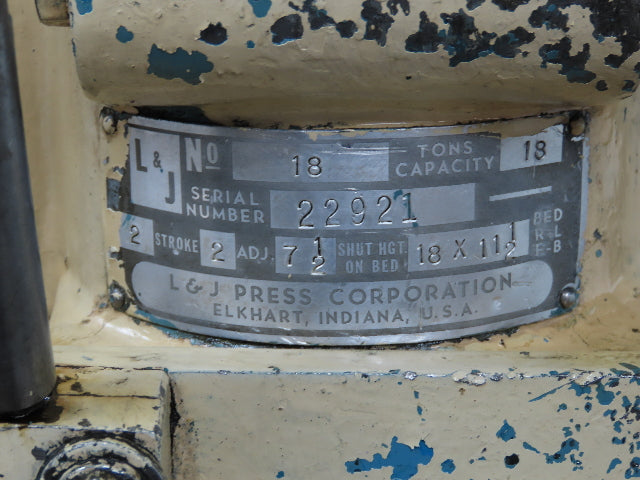 L & J No 18 TONS CAPACITY 18
SERIAL NUMBER 22921
2 STROKE 2 ADJ. 7 1/2 SHUT HGT. ON BED 18 X 11 1/2 BED R-L F-B
L & J PRESS CORPORATION
ELKHART, INDIANA, U.S.A.